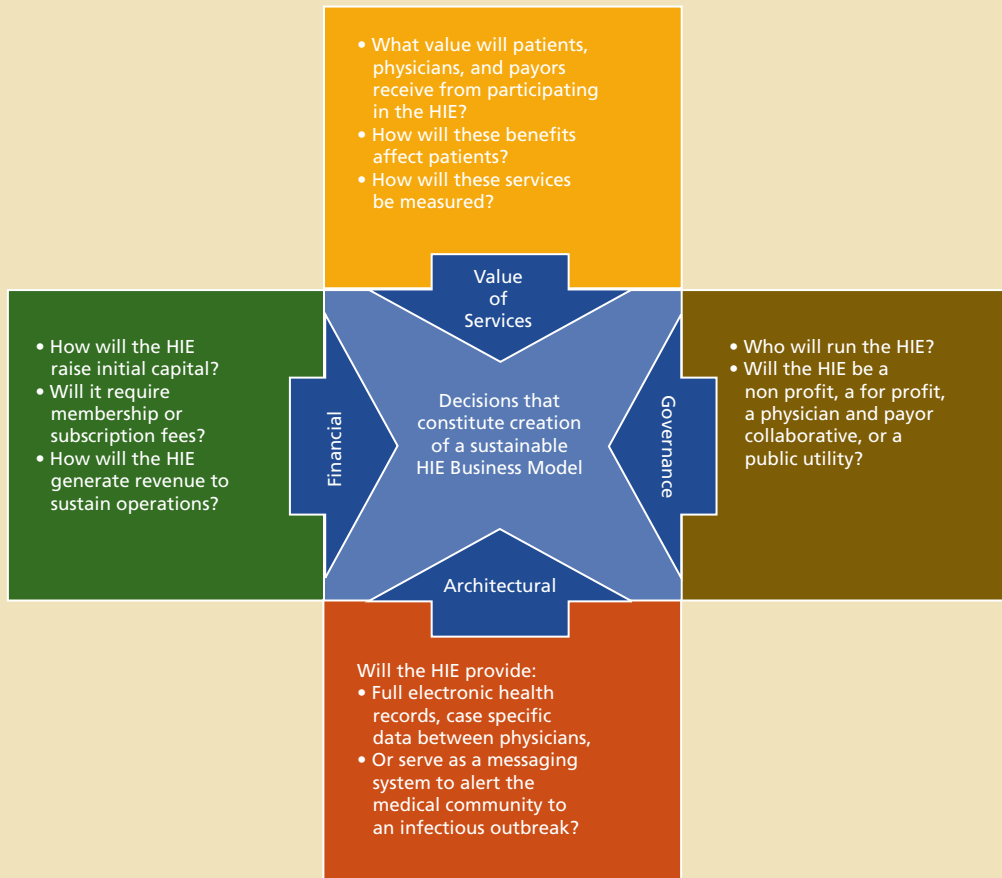 • What value will patients,
physicians, and payors
receive from participating
in the HIE?
• How will these benefits
affect patients?
• How will these services
be measured?
Value
of
Services
• How will the HIE
raise initial capital?
• Will it require
membership or
subscription fees?
• How will the HIE
generate revenue to
sustain operations?
Financial
Decisions that
constitute creation
of a sustainable
HIE Business Model
Governance
• Who will run the HIE?
• Will the HIE be a
non profit, a for profit,
a physician and payor
collaborative, or a
public utility?
Architectural
Will the HIE provide:
• Full electronic health
records, case specific
data between physicians,
• Or serve as a messaging
system to alert the
medical community to
an infectious outbreak?